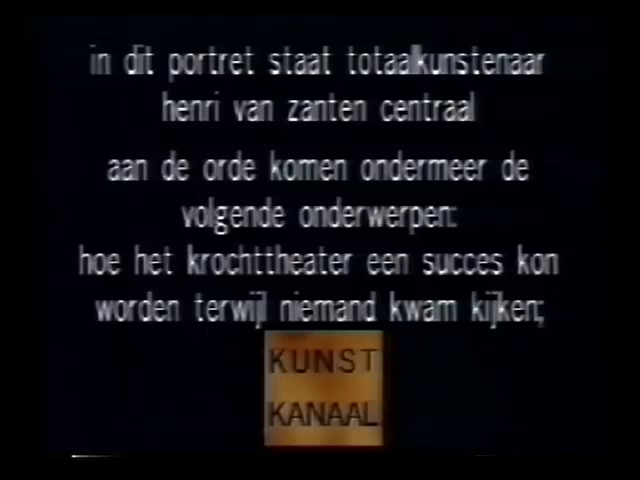 in dit portret staat totaalkunstenaar
henri van zanten centraal
aan de orde komen ondermeer de
volgende onderwerpen:
hoe het krochttheater een succes kon
worden terwijl niemand kwam kijken;
KUNST
KANAAL